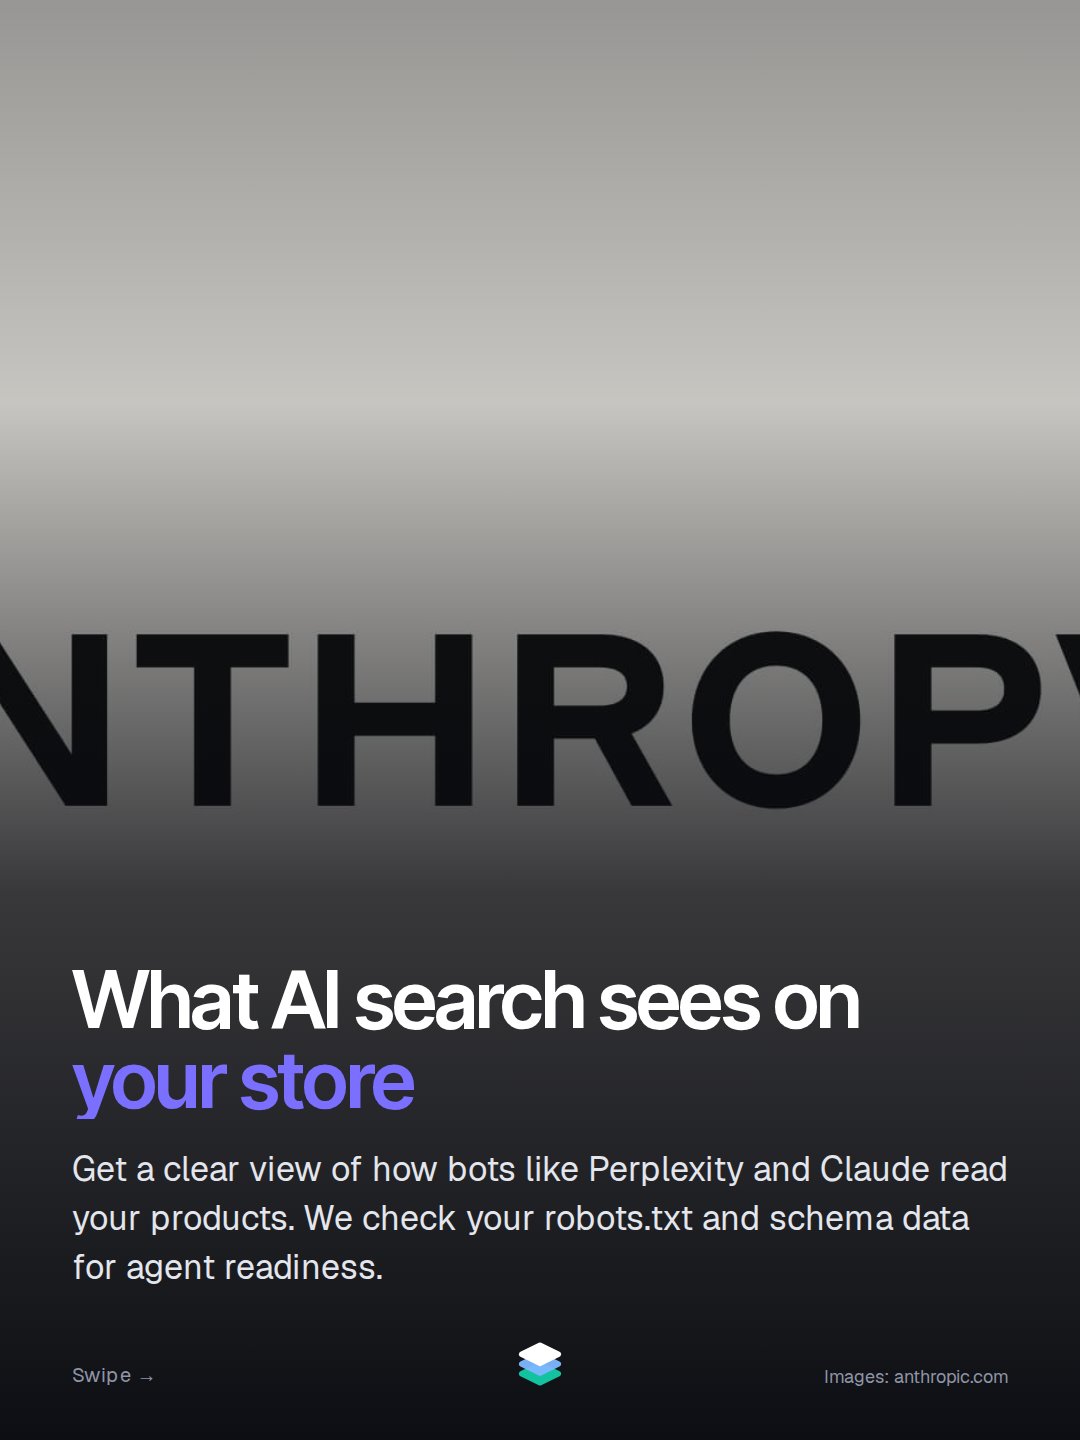 NTHROPY
What AI search sees on
your store
Get a clear view of how bots like Perplexity and Claude read
your products. We check your robots.txt and schema data
for agent readiness.
Swipe →
Images: anthropic.com